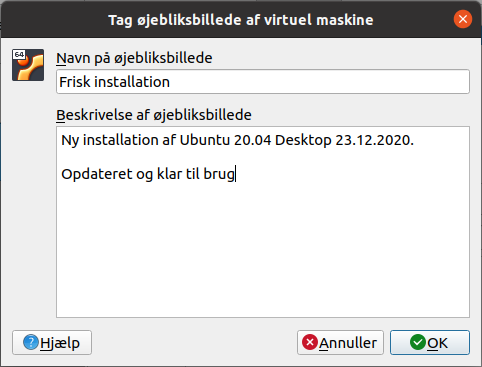 Tag øjebliksbillede af virtuel maskine
64
Navn på øjebliksbillede
Frisk installation
Beskrivelse af øjebliksbillede
Ny installation af Ubuntu 20.04 Desktop 23.12.2020.
Opdateret og klar til brug
Hjælp
Annuller
OK